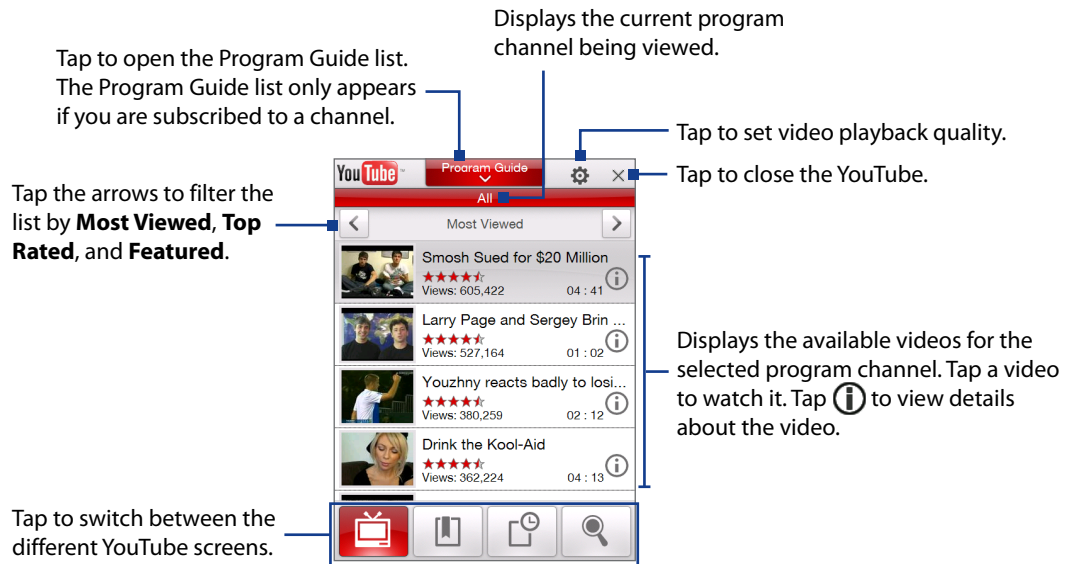 Displays the current program
channel being viewed.
Tap to open the Program Guide list.
The Program Guide list only appears
if you are subscribed to a channel.
Tap to set video playback quality.
Tap to close the YouTube.
Tap the arrows to filter the
list by Most Viewed, Top
Rated, and Featured.
YouTube™
Program Guide
All
Most Viewed
Smosh Sued for $20 Million
Views: 605,422 04 : 41
Larry Page and Sergey Brin ...
Views: 527,164 01 : 02
Youzhny reacts badly to losi...
Views: 380,259 02 : 12
Drink the Kool-Aid
Views: 362,224 04 : 13
Displays the available videos for the
selected program channel. Tap a video
to watch it. Tap i to view details
about the video.
Tap to switch between the
different YouTube screens.